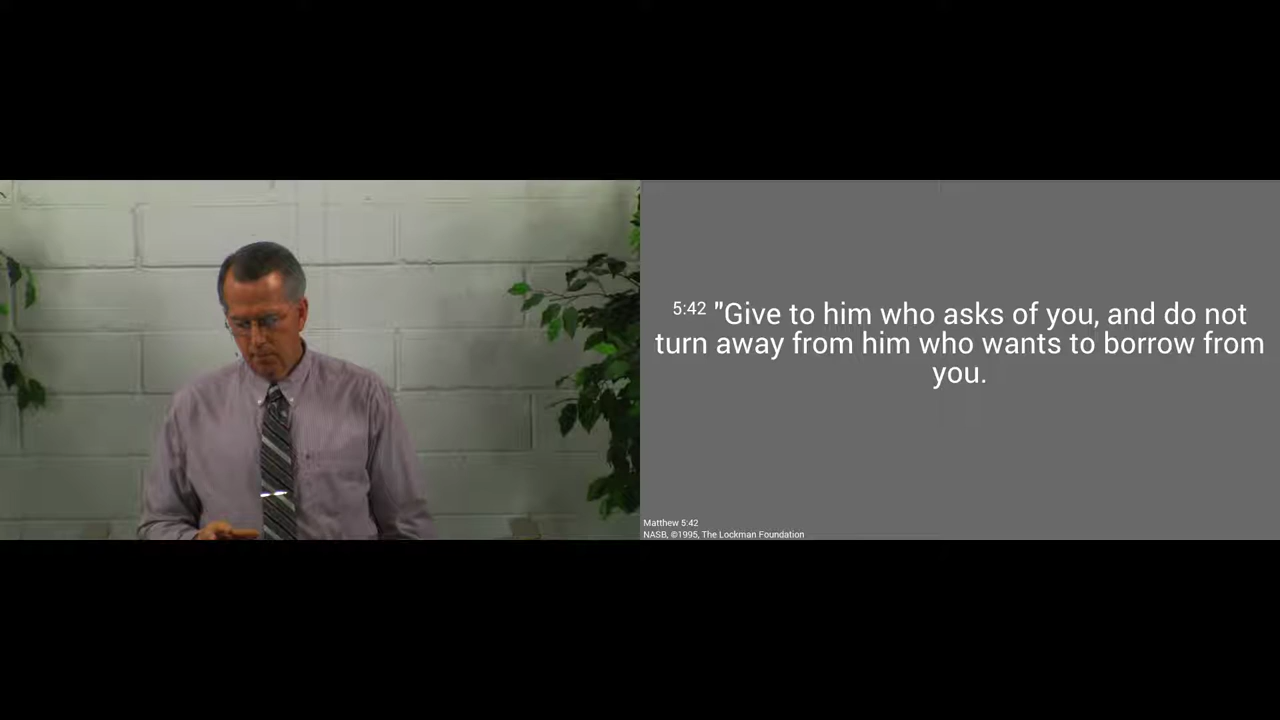 5:42 "Give to him who asks of you, and do not
turn away from him who wants to borrow from
you.
Matthew 5:42
NASB, ©1995, The Lockman Foundation